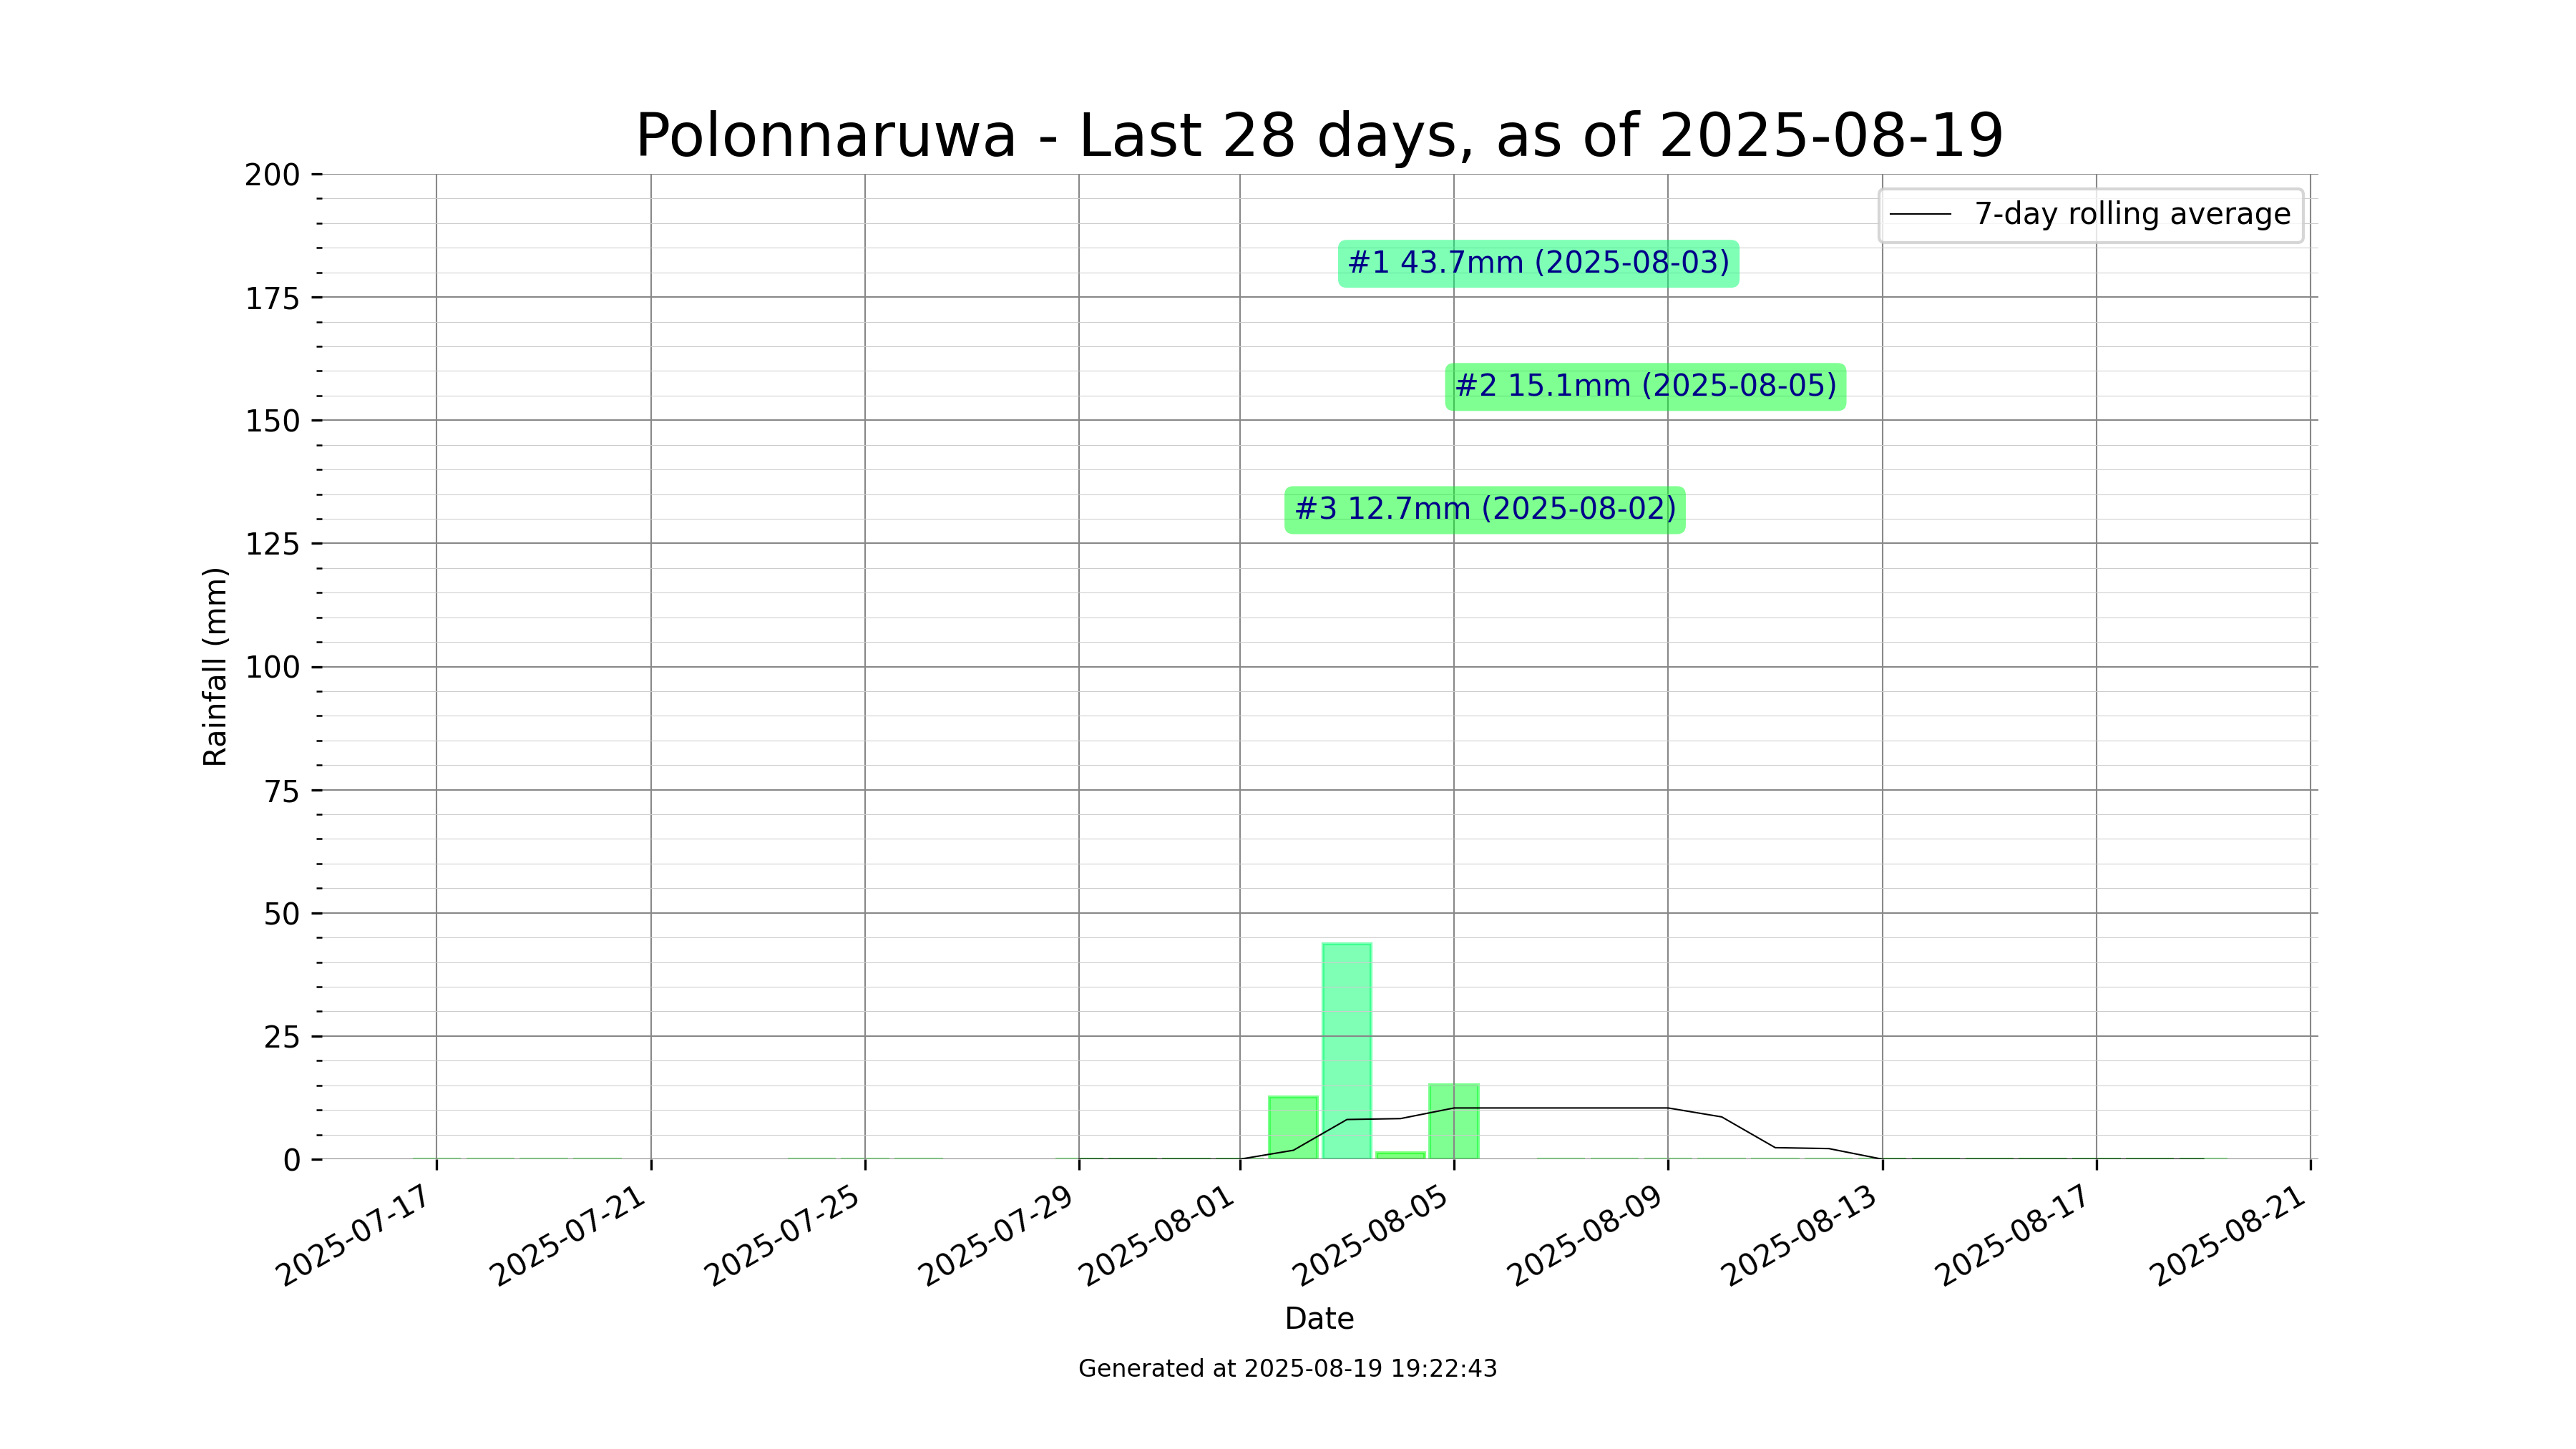 Polonnaruwa - Last 28 days, as of 2025-08-19
200
175
150
125
100
75
50
25
0
Rainfall (mm)
7-day rolling average
#1 43.7mm (2025-08-03)
#2 15.1mm (2025-08-05)
#3 12.7mm (2025-08-02)
2025-07-17
2025-07-21
2025-07-25
2025-07-29
2025-08-01
2025-08-05
2025-08-09
2025-08-13
2025-08-17
2025-08-21
Date
Generated at 2025-08-19 19:22:43